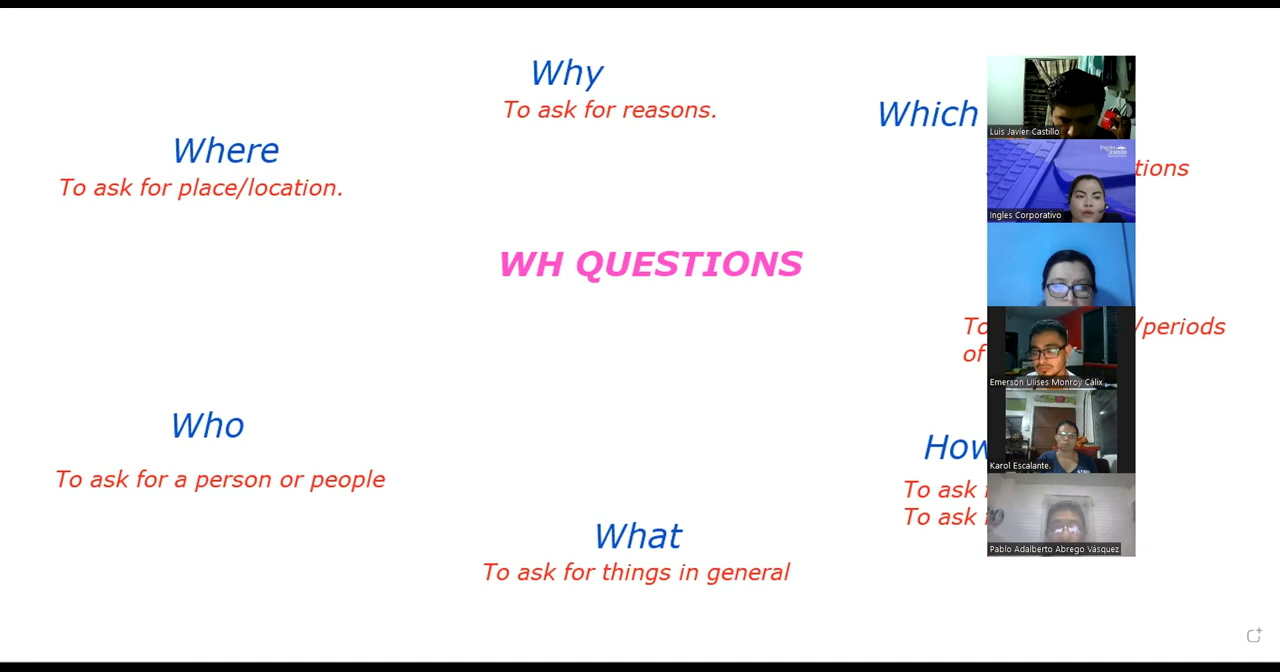 Why
To ask for reasons.
Which
Where
To ask for place/location.
tions
WH QUESTIONS
To
/periods
of
Who
To ask for a person or people
How
To ask
To ask
What
To ask for things in general
Luis Javier Castillo
Ingles Corporativo
Emerson Ulises Monroy Cálix
Karol Escalante.
Pablo Adalberto Abrego Vásquez